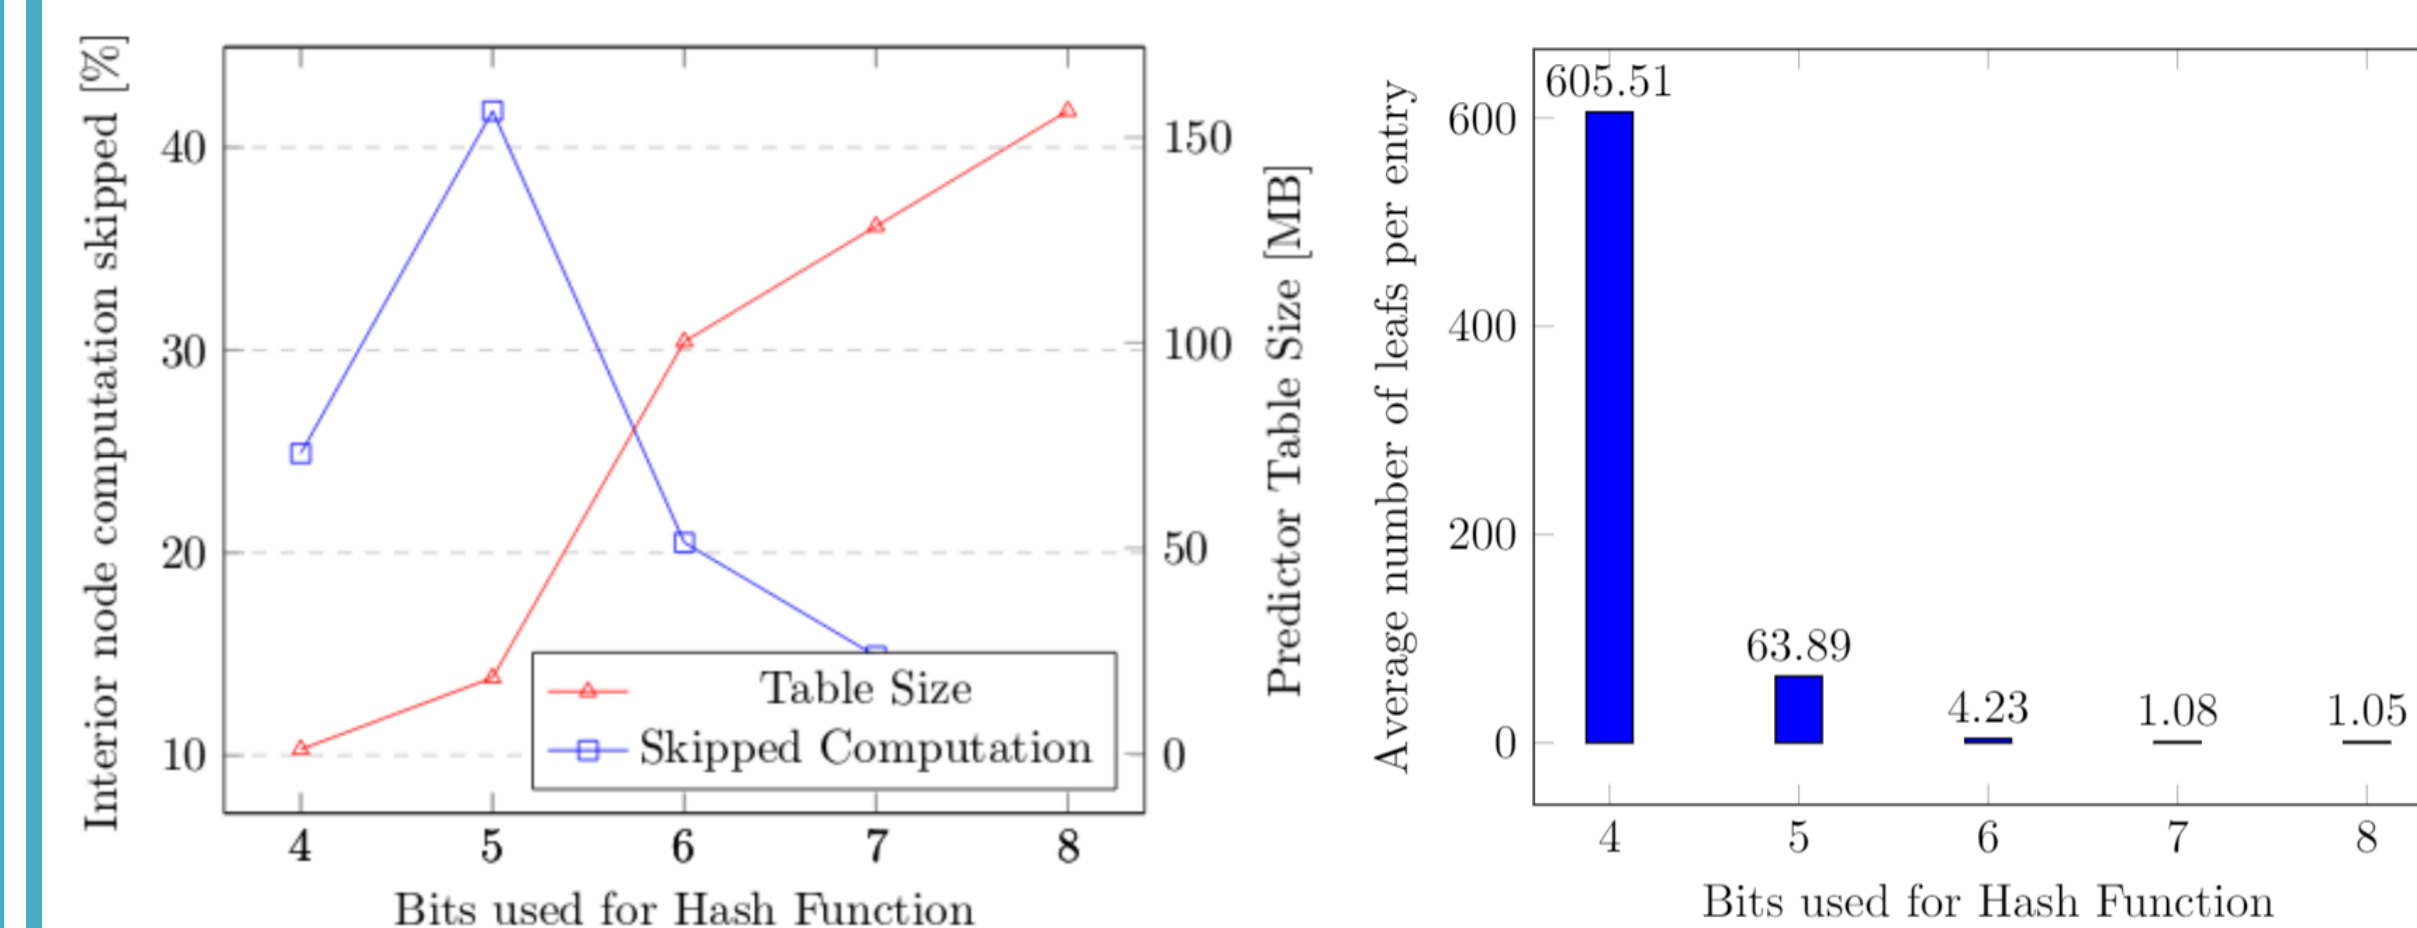 Interior node computation skipped [%]
40
30
20
10
4 5 6 7 8
Bits used for Hash Function
Table Size
Skipped Computation
150
100
50
0
Predictor Table Size [MB]
Average number of leafs per entry
600
400
200
0
605.51
63.89
4.23
1.08
1.05
4 5 6 7 8
Bits used for Hash Function